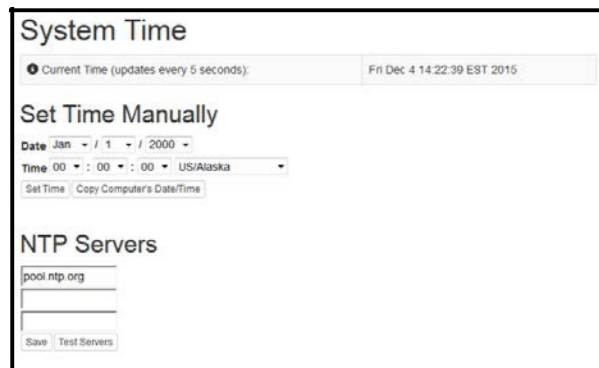 System Time
Current Time (updates every 5 seconds): Fri Dec 4 14:22:39 EST 2015
Set Time Manually
Date Jan / 1 / 2000
Time 00 : 00 : 00 US/Alaska
Set Time Copy Computer's Date/Time
NTP Servers
pool.ntp.org
Save Test Servers